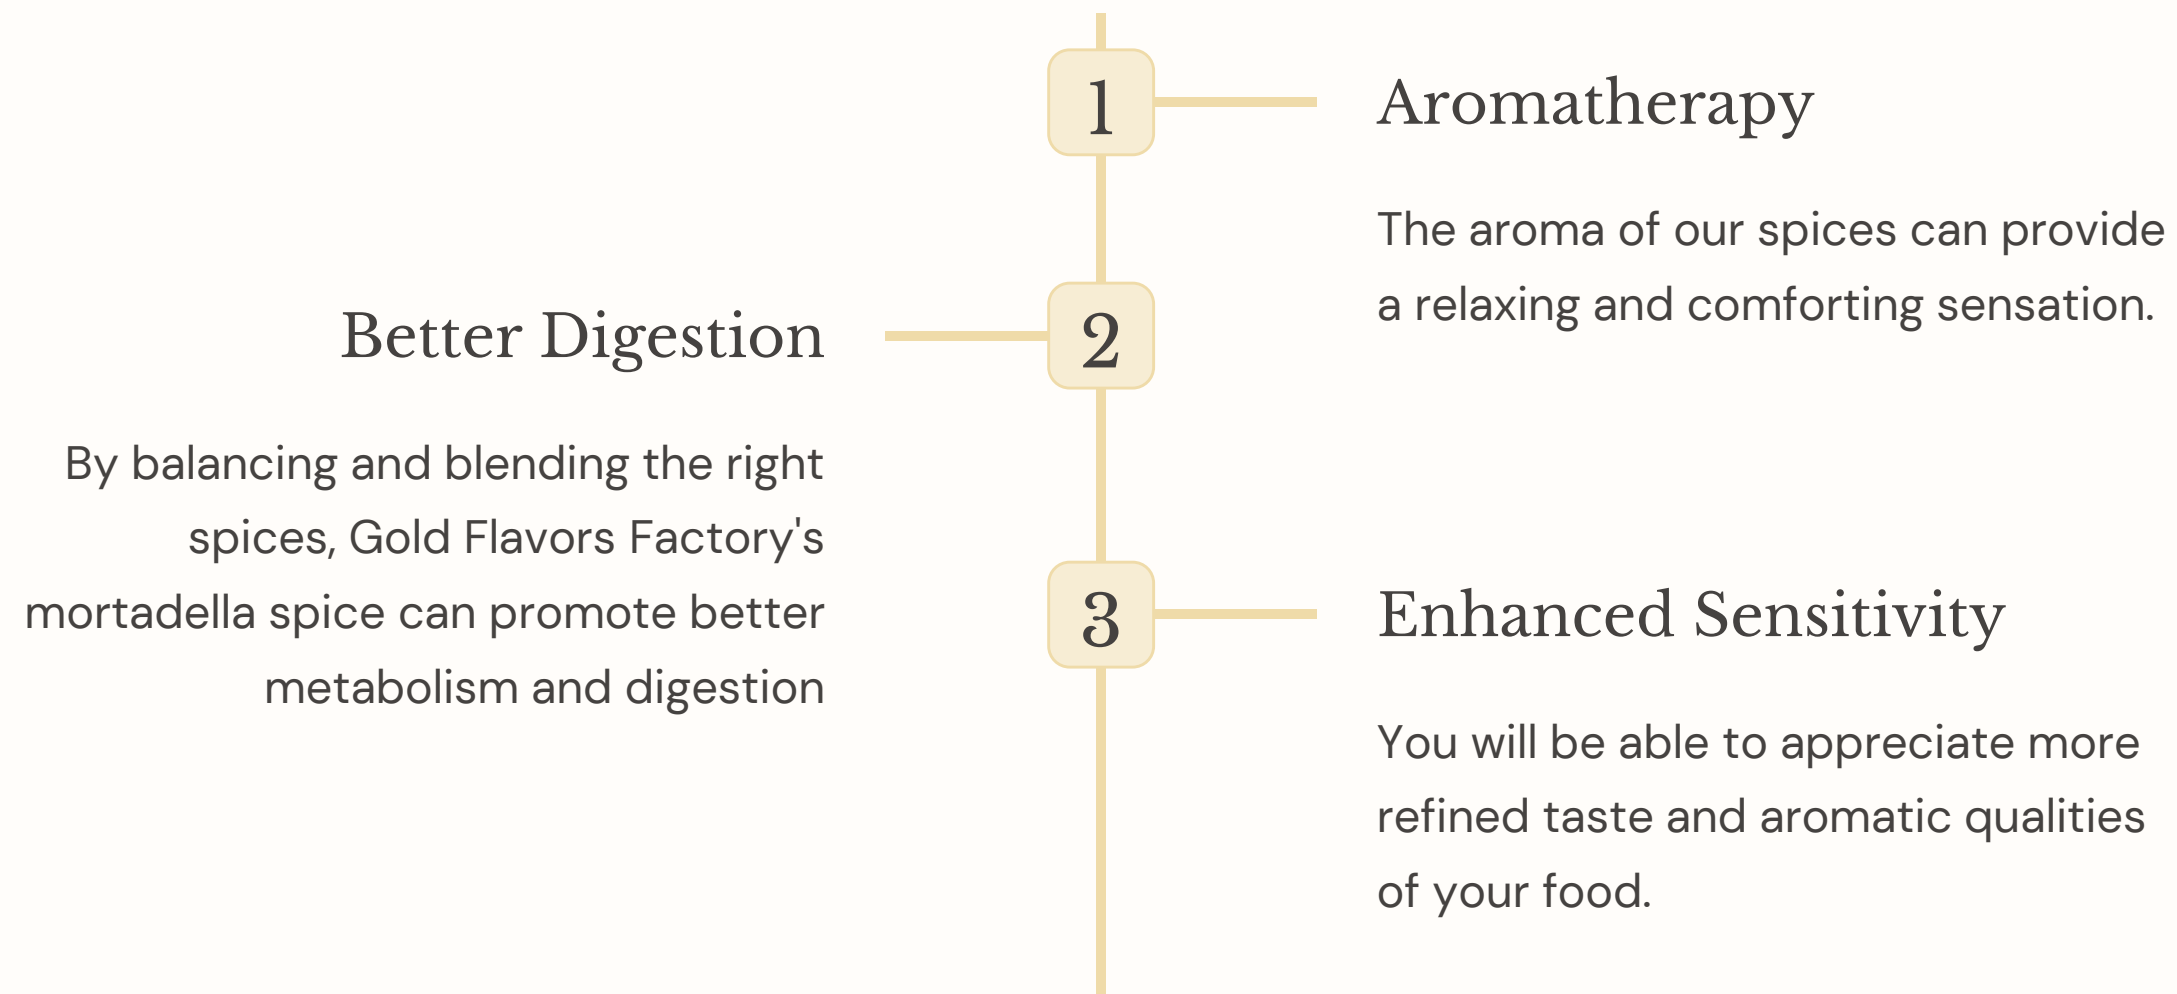 1
Aromatherapy
The aroma of our spices can provide
a relaxing and comforting sensation.
2
Better Digestion
By balancing and blending the right
spices, Gold Flavors Factory's
mortadella spice can promote better
metabolism and digestion
3
Enhanced Sensitivity
You will be able to appreciate more
refined taste and aromatic qualities
of your food.